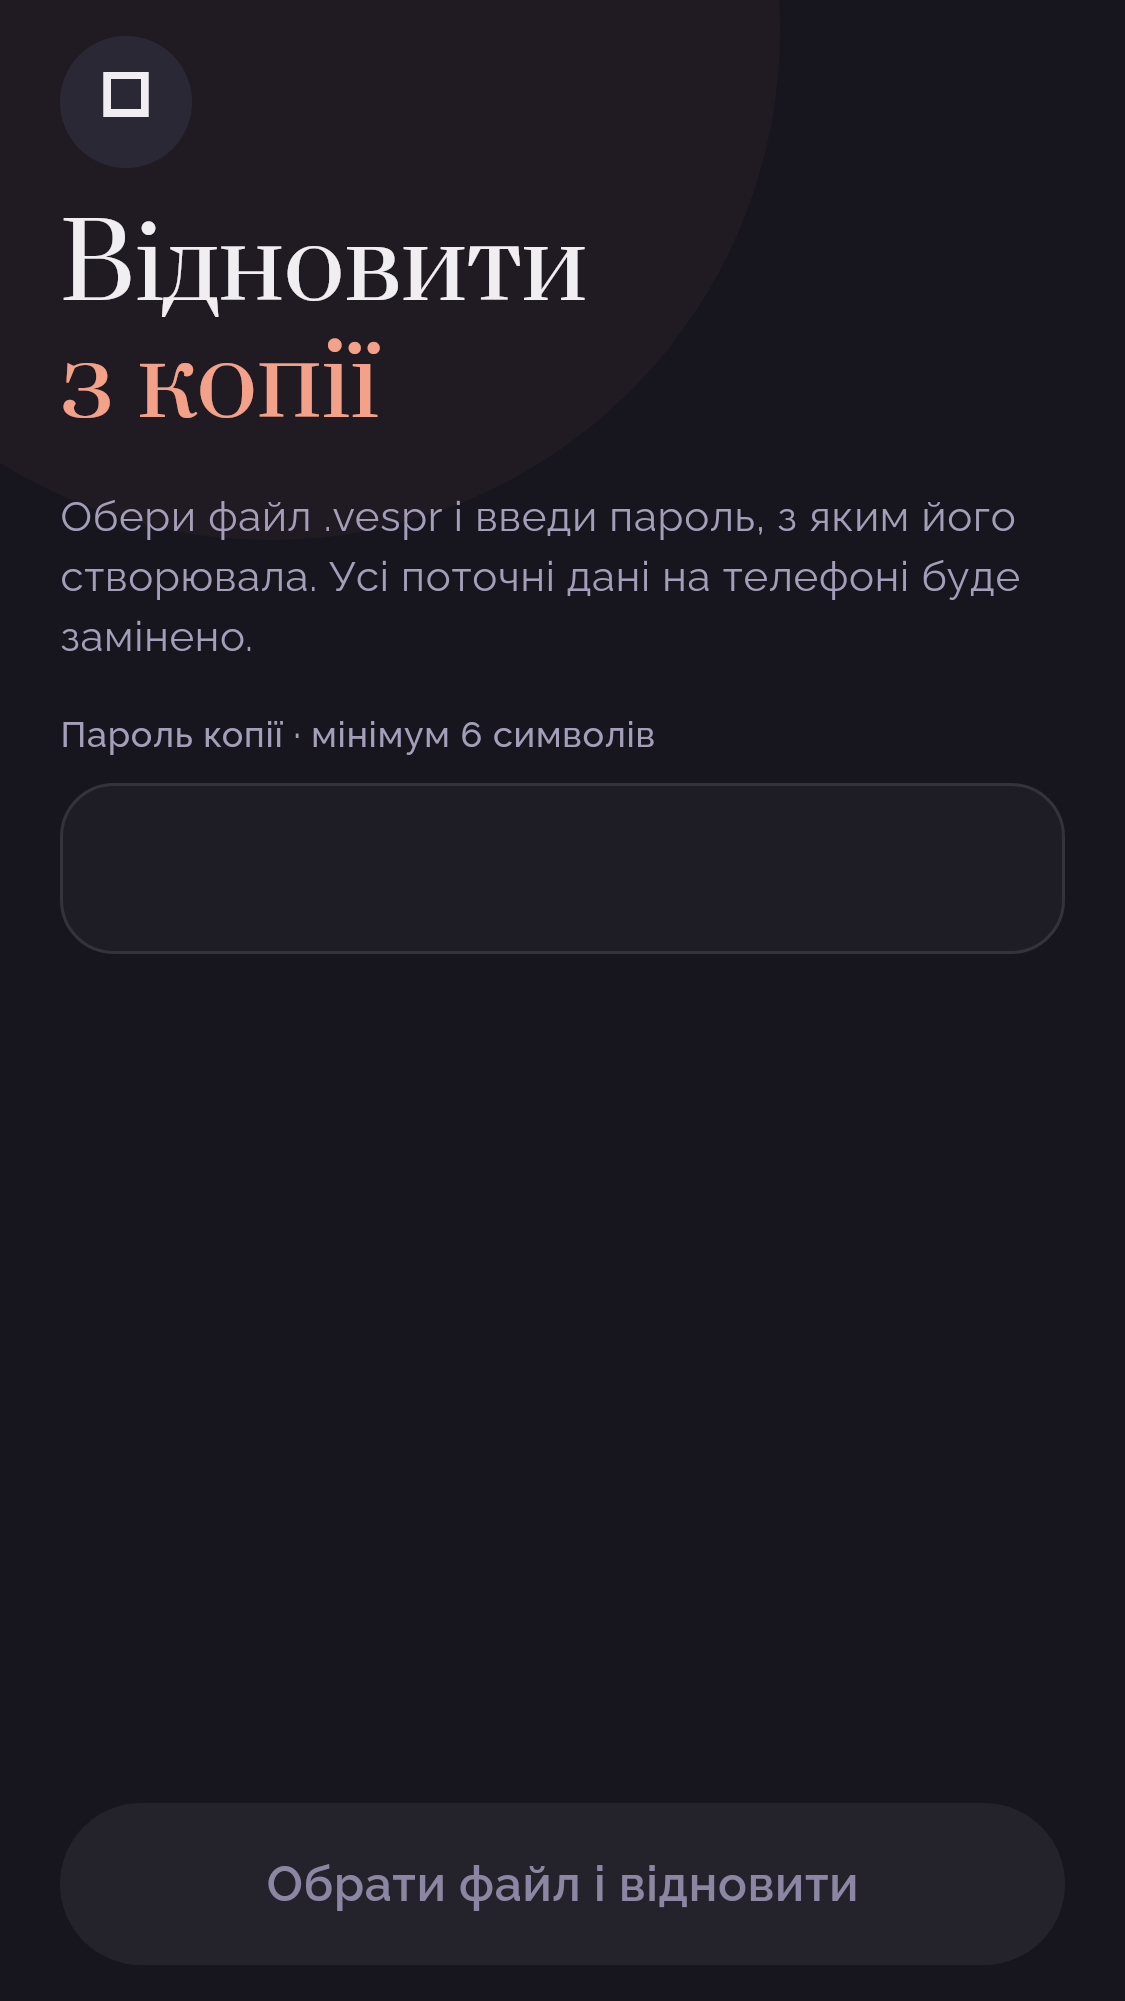 Відновити
з копії
Обери файл .vespr і введи пароль, з яким його
створювала. Усі поточні дані на телефоні буде
замінено.
Пароль копії · мінімум 6 символів
Обрати файл і відновити